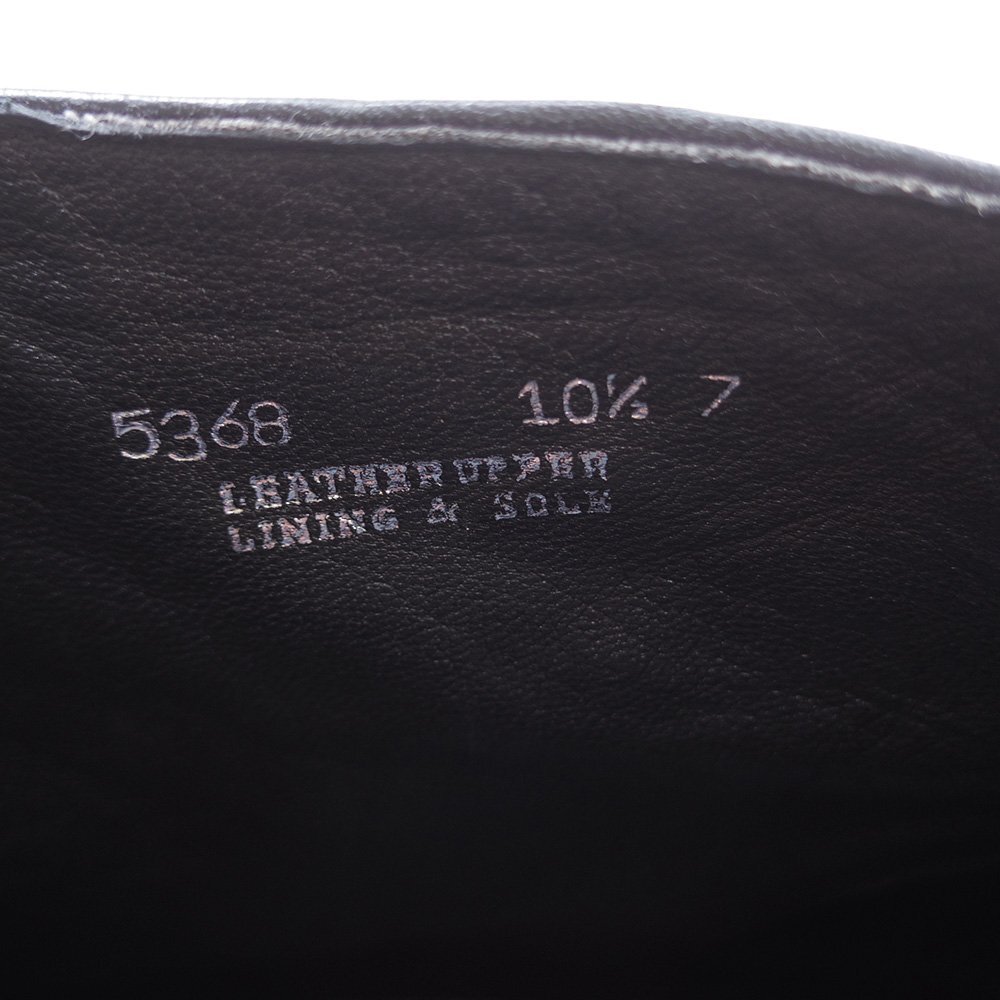 5368 10½ 7
LEATHER UPPER
LINING & SOLE